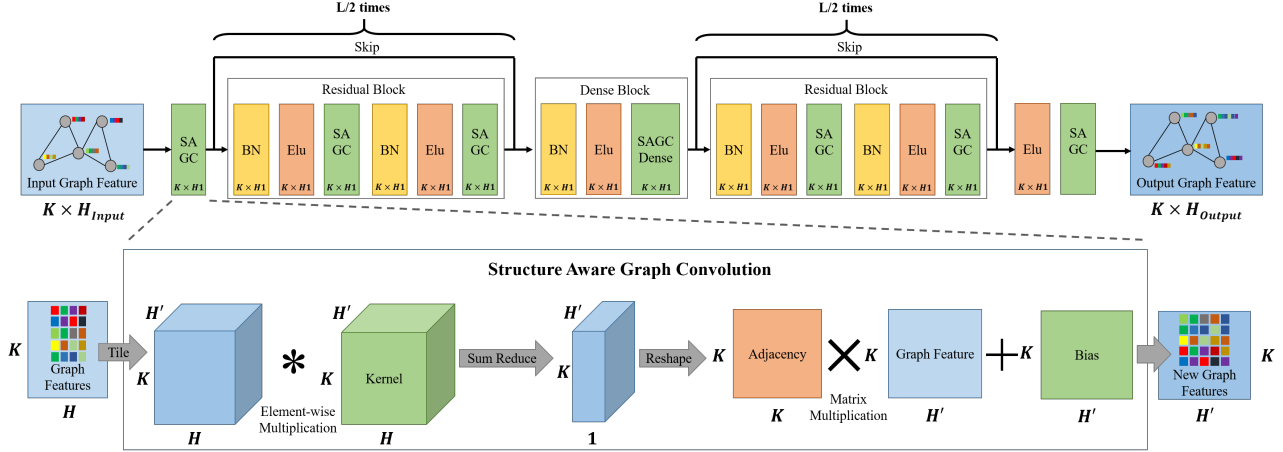 L/2 times
L/2 times
Skip
Skip
Residual Block
Dense Block
Residual Block
SA
GC
K × H1
BN
K × H1
Elu
K × H1
SA
GC
K × H1
BN
K × H1
Elu
K × H1
SA
GC
K × H1
BN
K × H1
Elu
K × H1
SAGC
Dense
K × H1
BN
K × H1
Elu
K × H1
SA
GC
K × H1
BN
K × H1
Elu
K × H1
SA
GC
K × H1
Elu
K × H1
SA
GC
Input Graph Feature
Output Graph Feature
K × H_Input
K × H_Output
Structure Aware Graph Convolution
K
Graph
Features
H
Tile
H′
K
H
*
Element-wise
Multiplication
H′
K
Kernel
H
Sum Reduce
H′
K
1
Reshape
K
Adjacency
K
×
Matrix
Multiplication
K
Graph Feature
H′
+
K
Bias
H′
New Graph
Features
H′
K